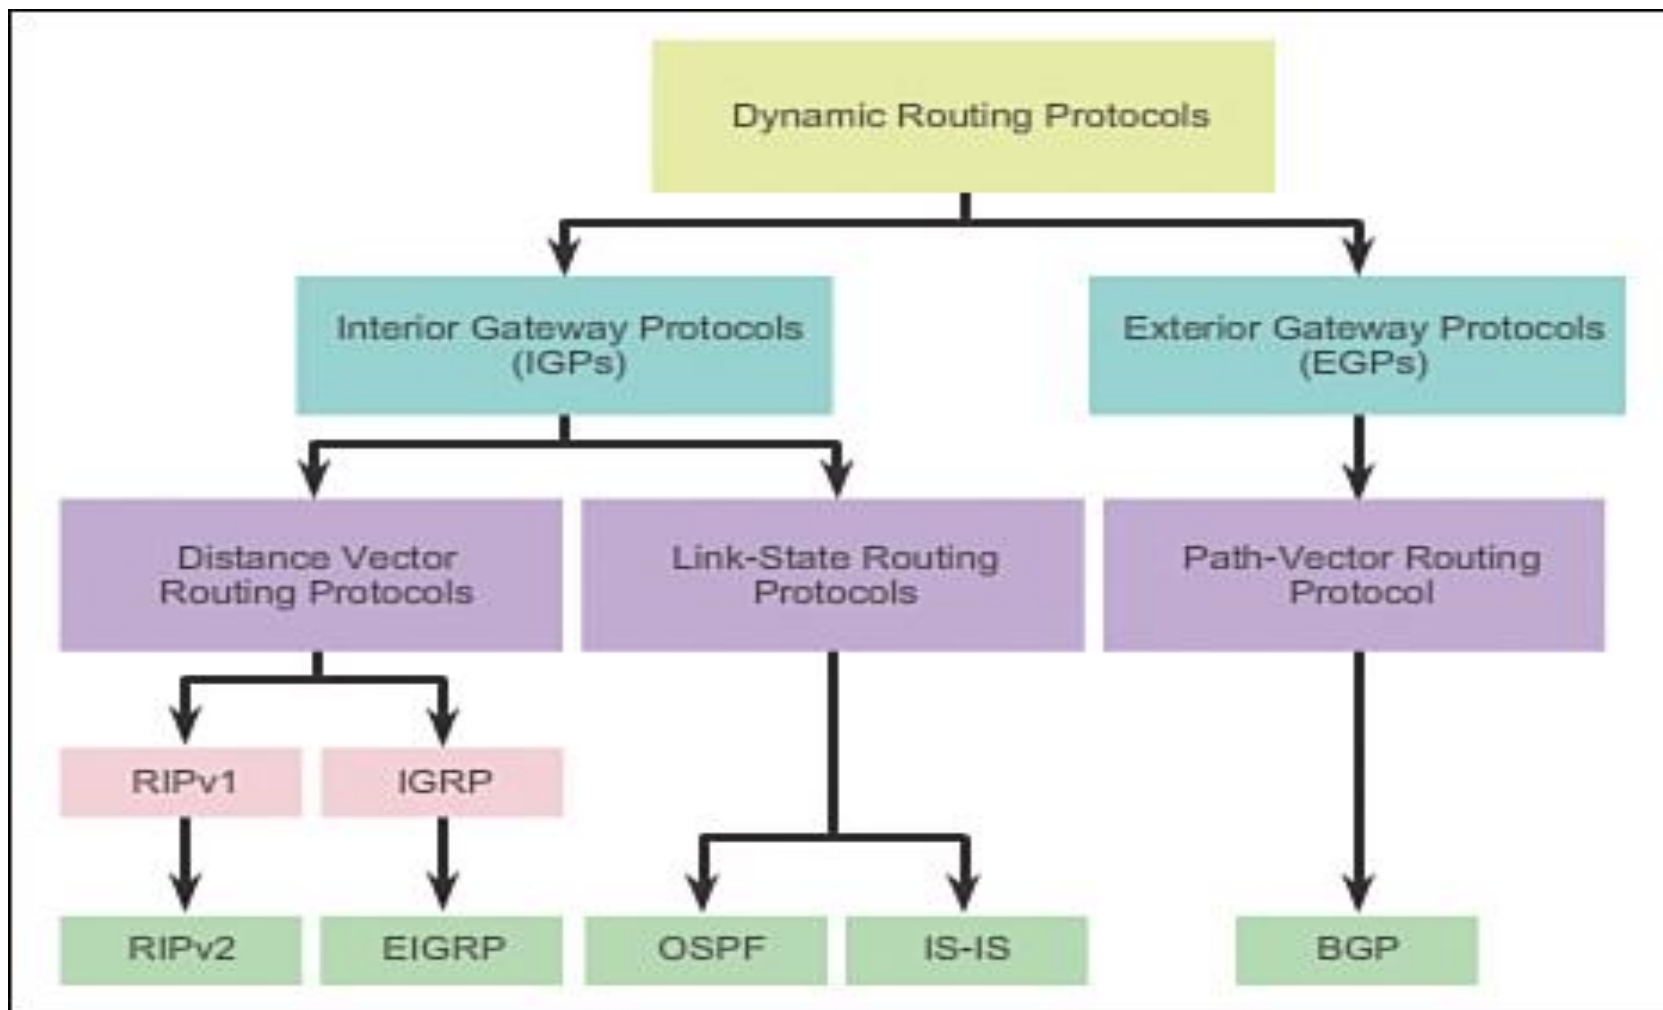 Dynamic Routing Protocols
Interior Gateway Protocols
(IGPs)
Exterior Gateway Protocols
(EGPs)
Distance Vector
Routing Protocols
Link-State Routing
Protocols
Path-Vector Routing
Protocol
RIPv1
IGRP
RIPv2
EIGRP
OSPF
IS-IS
BGP